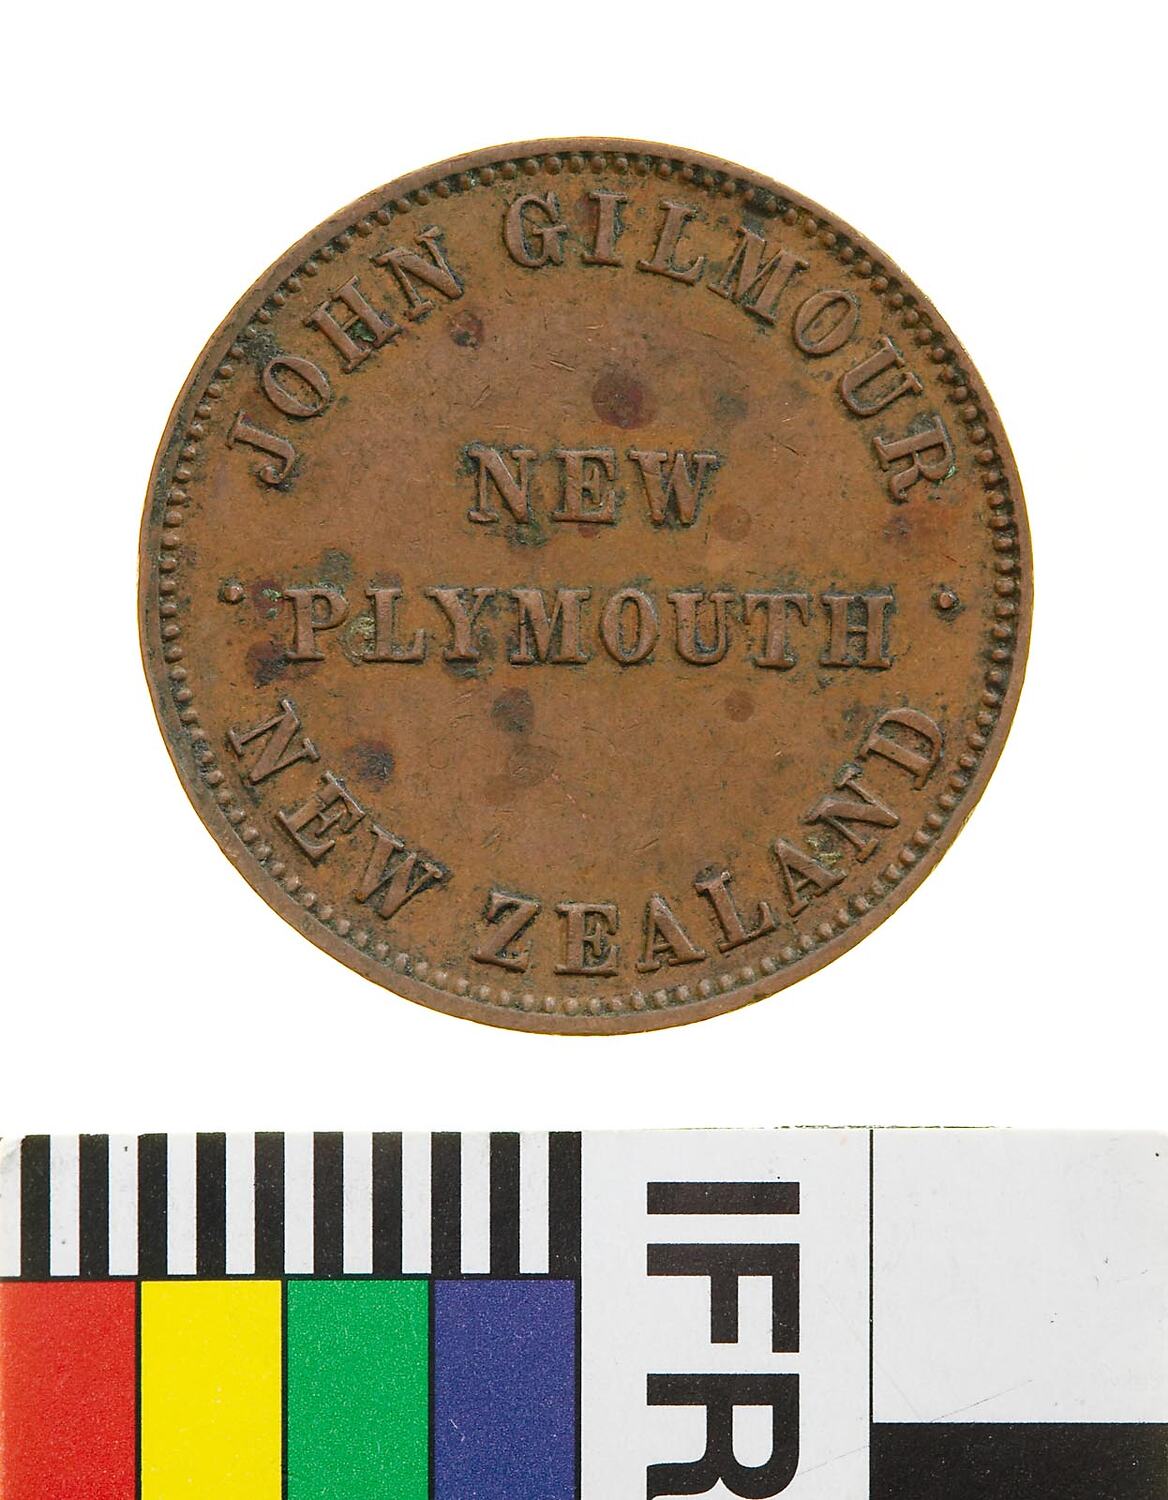 JOHN GILMOUR
NEW
· PLYMOUTH ·
NEW ZEALAND
IFR